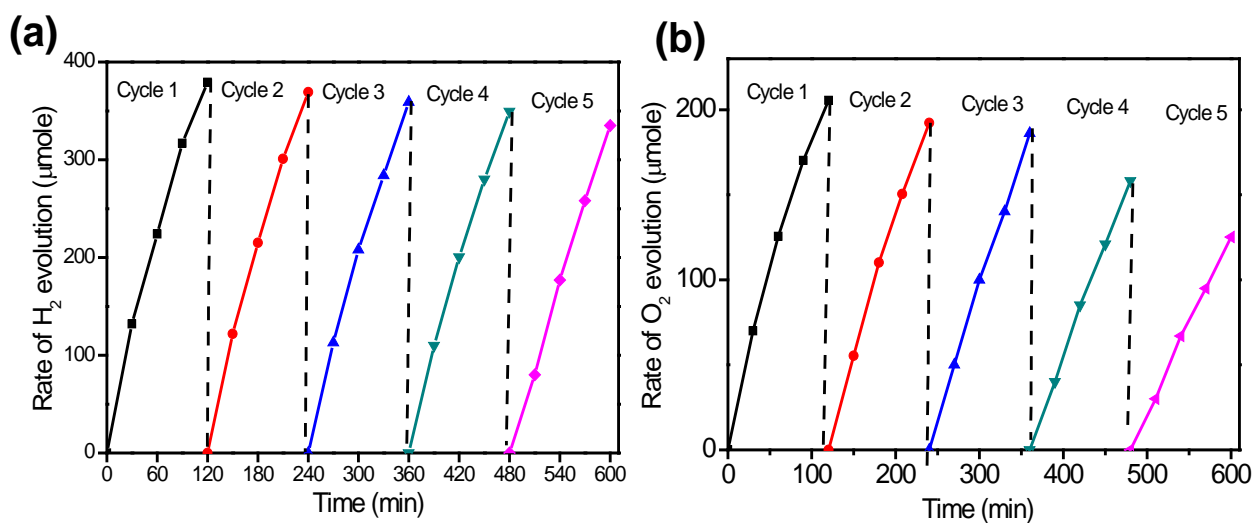 (a)
Rate of H₂ evolution (μmole)
400
300
200
100
0
Cycle 1
Cycle 2
Cycle 3
Cycle 4
Cycle 5
0 60 120 180 240 300 360 420 480 540 600
Time (min)
(b)
Rate of O₂ evolution (μmole)
200
100
0
Cycle 1
Cycle 2
Cycle 3
Cycle 4
Cycle 5
0 100 200 300 400 500 600
Time (min)